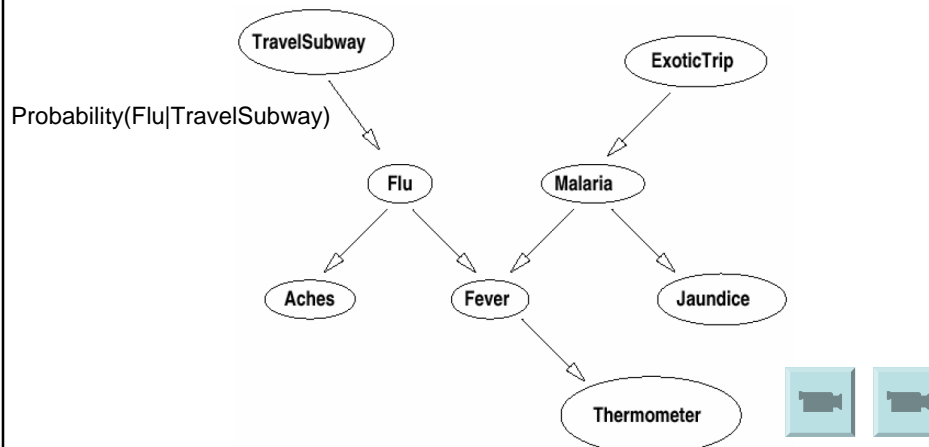 TravelSubway
ExoticTrip
Probability(Flu|TravelSubway)
Flu
Malaria
Aches
Fever
Jaundice
Thermometer